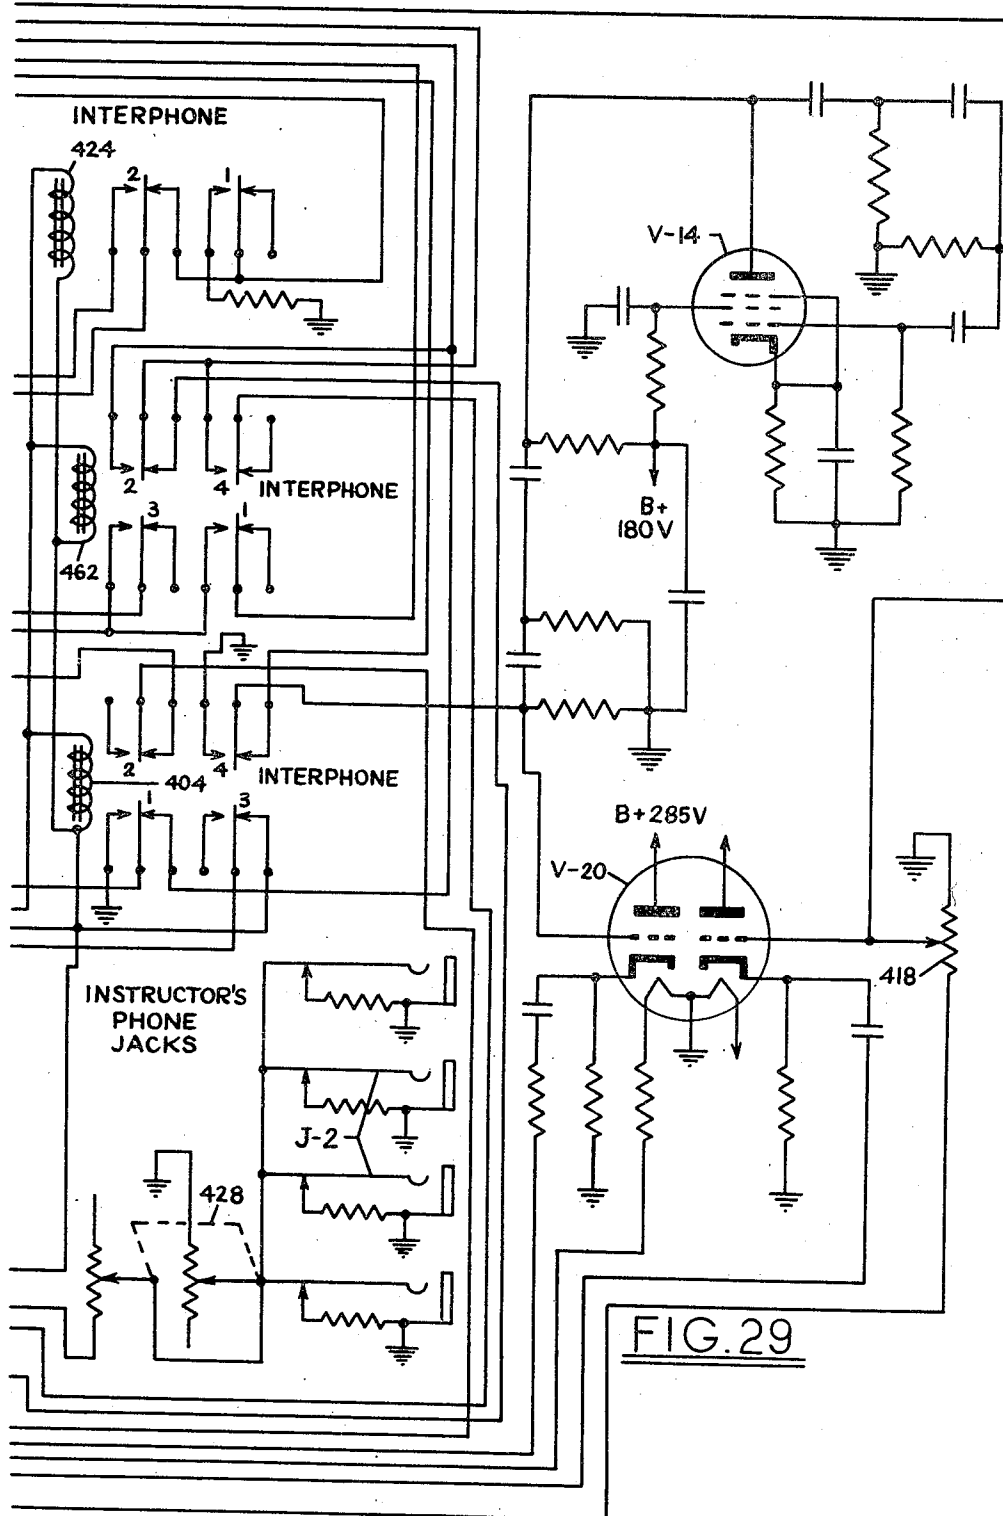 INTERPHONE
424
2
1
V-14
2
4
INTERPHONE
3
1
B+
180V
462
2
4
INTERPHONE
404
1
3
B+285V
V-20
418
INSTRUCTOR'S
PHONE
JACKS
J-2
428
FIG.29